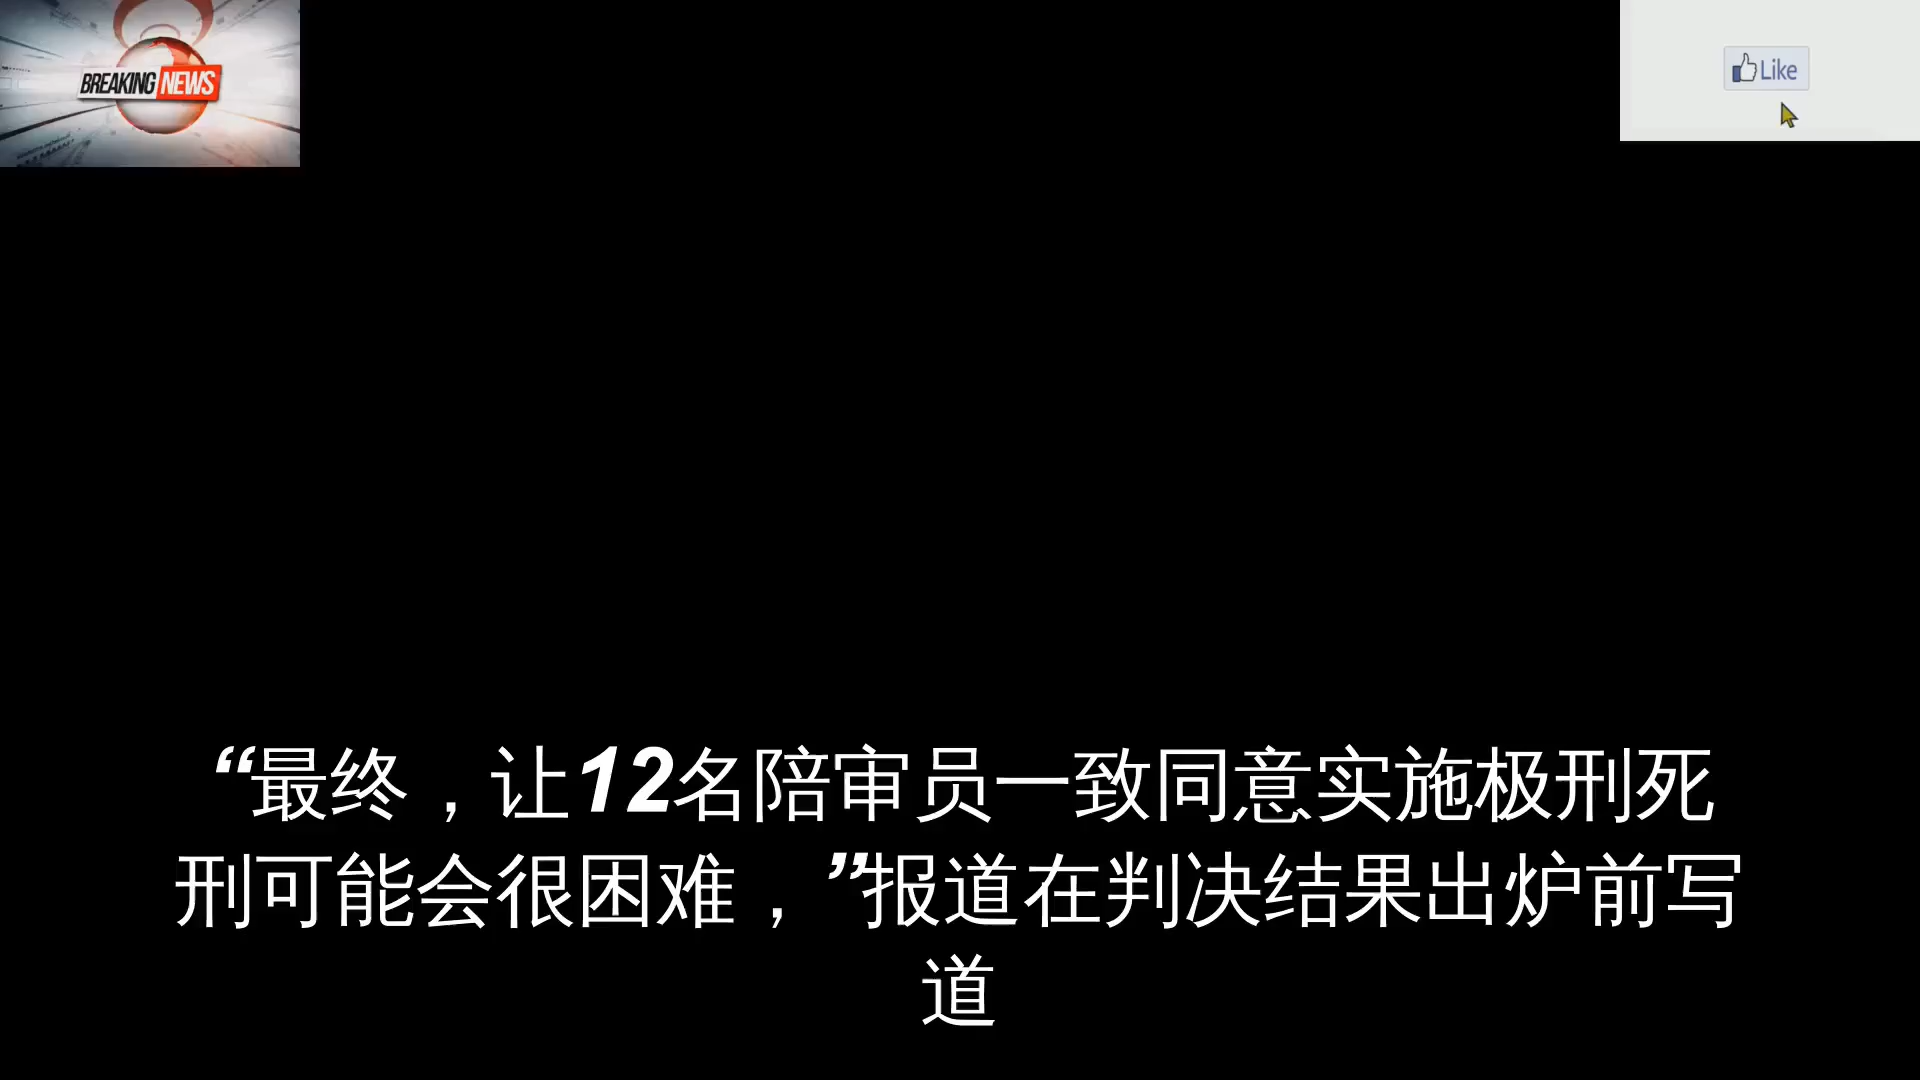 BREAKING NEWS
Like
“最终，让12名陪审员一致同意实施极刑死
刑可能会很困难，”报道在判决结果出炉前写
道